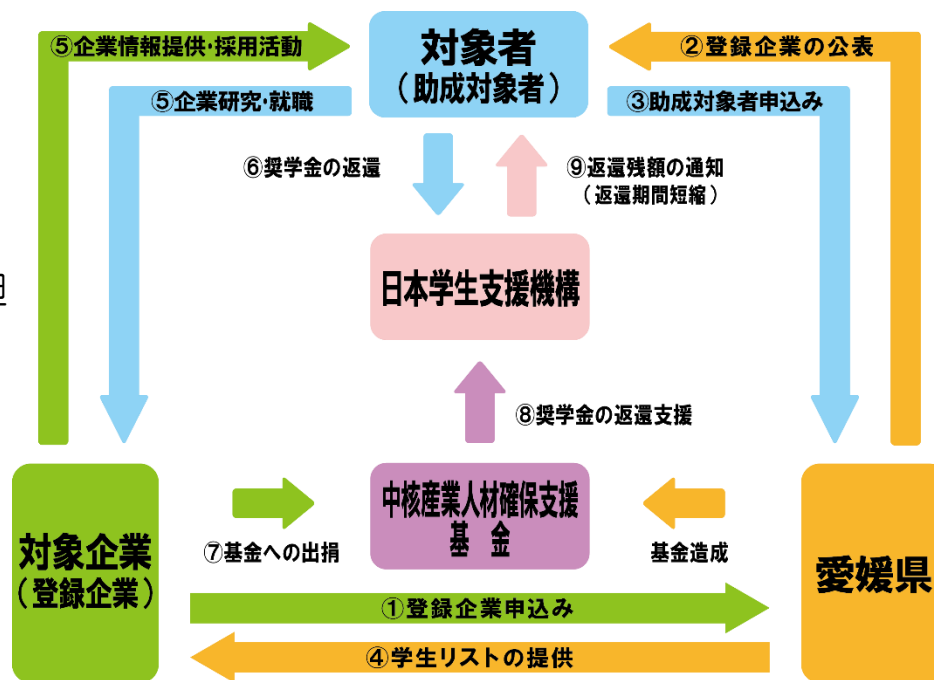 ⑤企業情報提供・採用活動
対象者
（助成対象者）
②登録企業の公表
⑤企業研究・就職
③助成対象者申込み
⑥奨学金の返還
⑨返還残額の通知
（返還期間短縮）
日本学生支援機構
⑧奨学金の返還支援
対象企業
（登録企業）
⑦基金への出捐
中核産業人材確保支援
基　金
基金造成
愛媛県
①登録企業申込み
④学生リストの提供